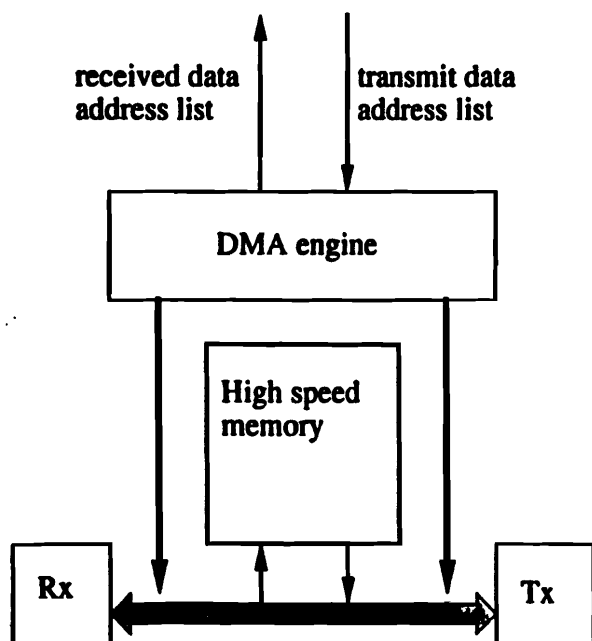 received data
address list
transmit data
address list
DMA engine
High speed
memory
Rx
Tx